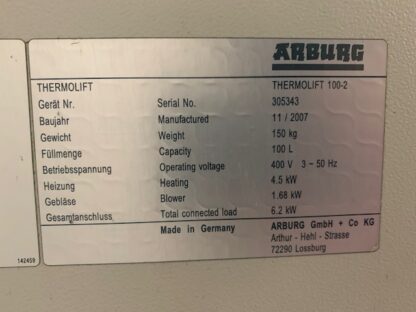 ARBURG
THERMOLIFT THERMOLIFT 100-2
Gerät Nr. Serial No. 305343
Baujahr Manufactured 11 / 2007
Gewicht Weight 150 kg
Füllmenge Capacity 100 L
Betriebsspannung Operating voltage 400 V 3 ~ 50 Hz
Heizung Heating 4.5 kW
Gebläse Blower 1.68 kW
Gesamtanschluss Total connected load 6.2 kW
Made in Germany ARBURG GmbH + Co KG
Arthur - Hehl - Strasse
72290 Lossburg
142459